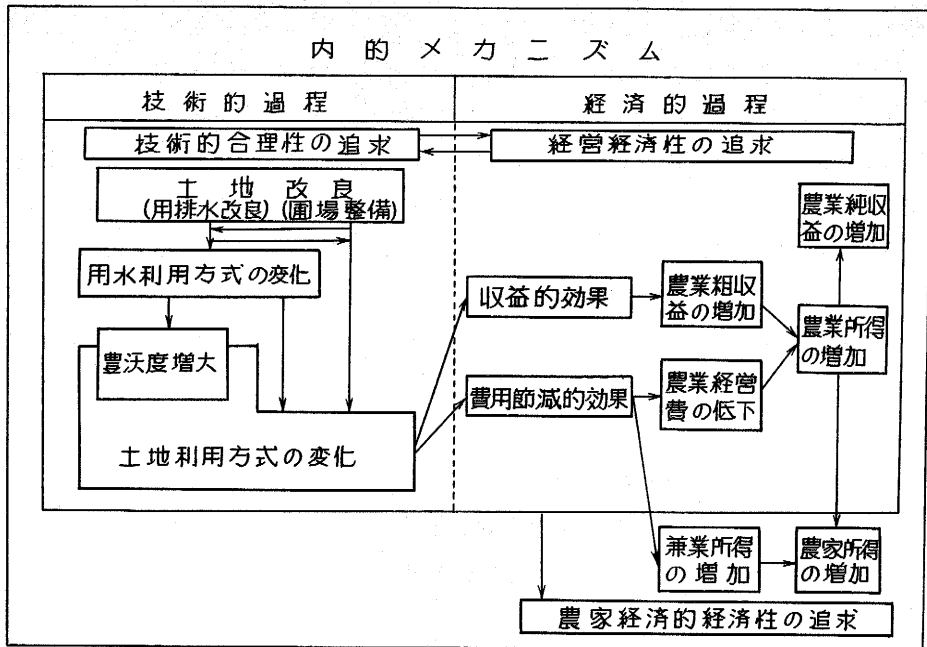 内的メカニズム
技術的過程
経済的過程
技術的合理性の追求
経営経済性の追求
土地改良
(用排水改良)(圃場整備)
用水利用方式の変化
豊沃度増大
土地利用方式の変化
収益的効果
費用節減的効果
農業粗収
益の増加
農業経営
費の低下
農業純収
益の増加
農業所得
の増加
兼業所得
の増加
農家所得
の増加
農家経済的経済性の追求